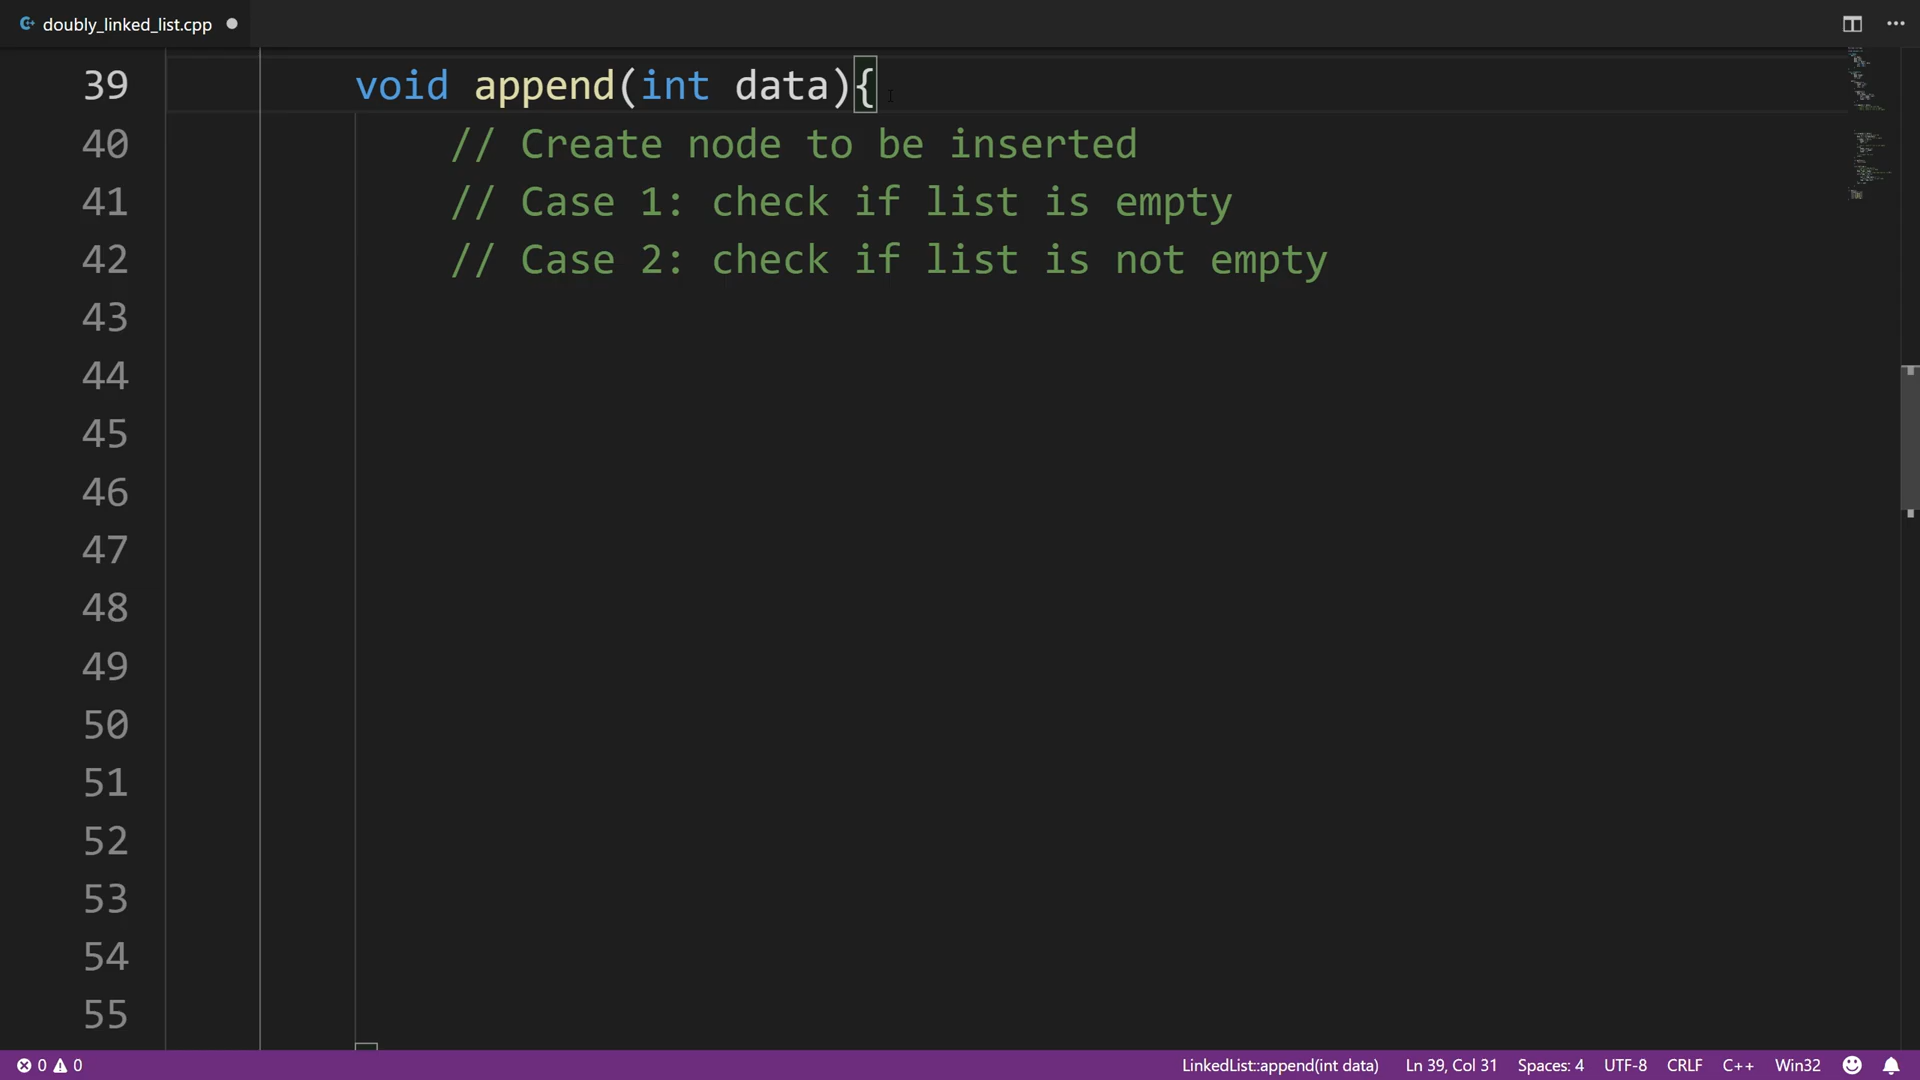 doubly_linked_list.cpp
39 void append(int data){
40 // Create node to be inserted
41 // Case 1: check if list is empty
42 // Case 2: check if list is not empty
43
44
45
46
47
48
49
50
51
52
53
54
55
0 0 LinkedList::append(int data) Ln 39, Col 31 Spaces: 4 UTF-8 CRLF C++ Win32